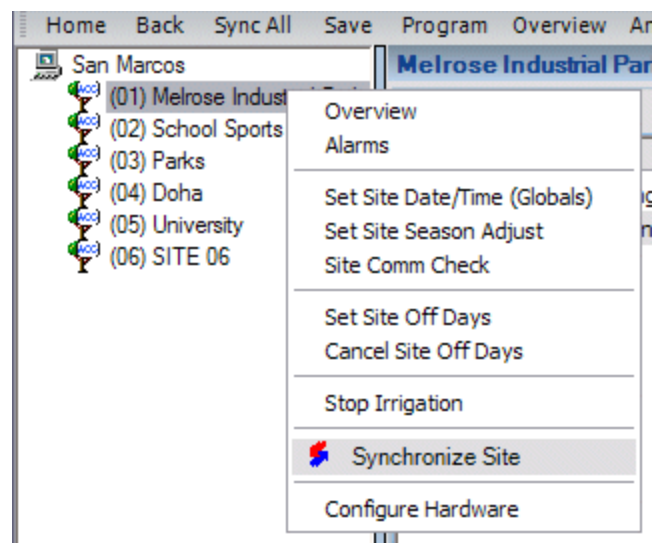 Home Back Sync All Save Program Overview
San Marcos
Melrose Industrial
(01) Melrose
(02) School Sports
(03) Parks
(04) Doha
(05) University
(06) SITE 06
Overview
Alarms
Set Site Date/Time (Globals)
Set Site Season Adjust
Site Comm Check
Set Site Off Days
Cancel Site Off Days
Stop Irrigation
Synchronize Site
Configure Hardware